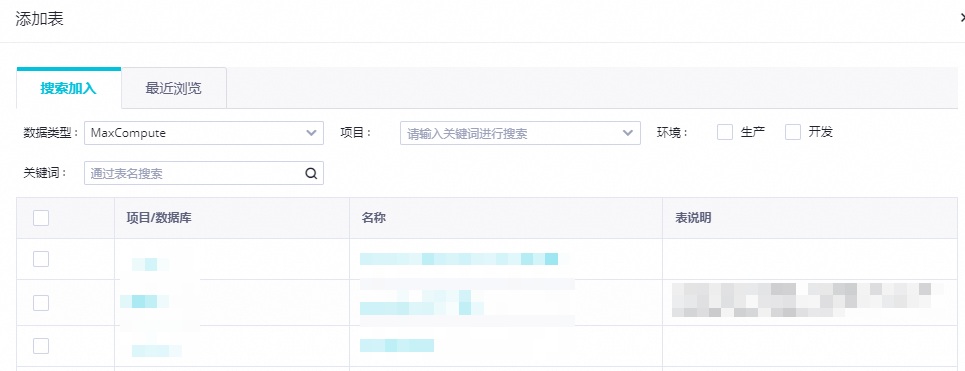 添加表
搜索加入 最近浏览
数据类型： MaxCompute 项目： 请输入关键词进行搜索 环境： 生产 开发
关键词： 通过表名搜索
项目/数据库 名称 表说明